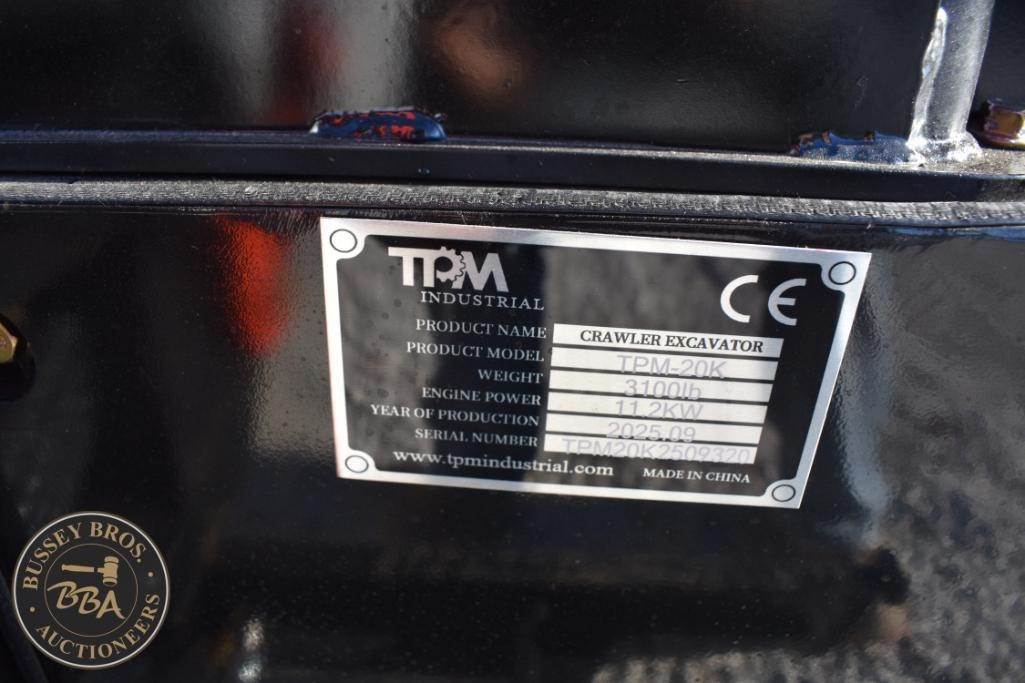 TPM
INDUSTRIAL
CE
PRODUCT NAME CRAWLER EXCAVATOR
PRODUCT MODEL TPM-20K
WEIGHT 3100lb
ENGINE POWER 11.2KW
YEAR OF PRODUCTION 2025.09
SERIAL NUMBER TPM20K2509320
www.tpmindustrial.com MADE IN CHINA
BUSSEY BROS.
BBA
AUCTIONEERS